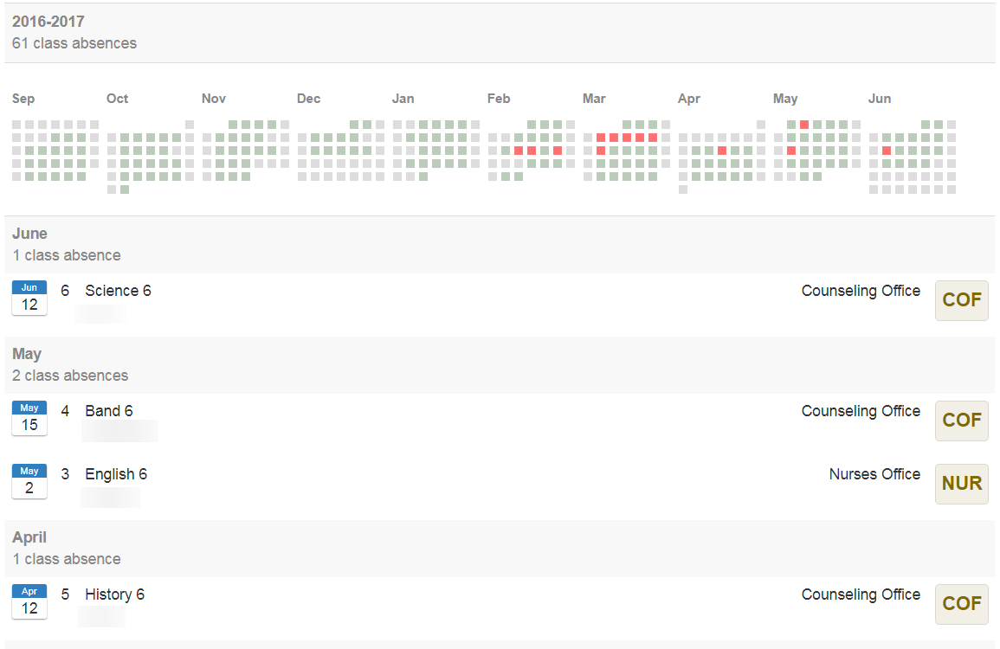 2016-2017
61 class absences
Sep Oct Nov Dec Jan Feb Mar Apr May Jun
June
1 class absence
Jun
12
6 Science 6 Counseling Office COF
May
2 class absences
May
15
4 Band 6 Counseling Office COF
May
2
3 English 6 Nurses Office NUR
April
1 class absence
Apr
12
5 History 6 Counseling Office COF